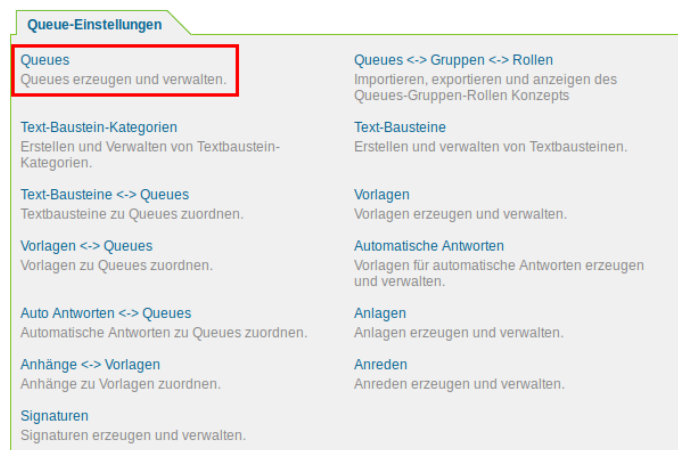 Queue-Einstellungen
Queues
Queues erzeugen und verwalten.
Queues <-> Gruppen <-> Rollen
Importieren, exportieren und anzeigen des
Queues-Gruppen-Rollen Konzepts
Text-Baustein-Kategorien
Erstellen und Verwalten von Textbaustein-
Kategorien.
Text-Bausteine
Erstellen und verwalten von Textbausteinen.
Text-Bausteine <-> Queues
Textbausteine zu Queues zuordnen.
Vorlagen
Vorlagen erzeugen und verwalten.
Vorlagen <-> Queues
Vorlagen zu Queues zuordnen.
Automatische Antworten
Vorlagen für automatische Antworten erzeugen
und verwalten.
Auto Antworten <-> Queues
Automatische Antworten zu Queues zuordnen.
Anlagen
Anlagen erzeugen und verwalten.
Anhänge <-> Vorlagen
Anhänge zu Vorlagen zuordnen.
Anreden
Anreden erzeugen und verwalten.
Signaturen
Signaturen erzeugen und verwalten.